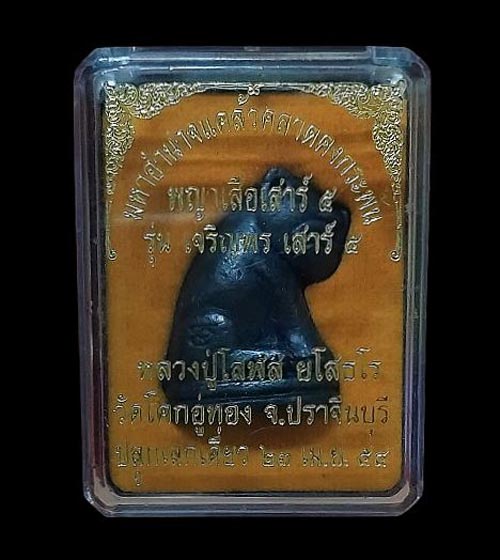 มหาอำนาจแคล้วคลาดคงกระพัน
พญาเสือเสาร์ ๕
รุ่น เจริญพร เสาร์ ๕
หลวงปู่โสฬส ยโสธโร
วัดโคกอู่ทอง จ.ปราจีนบุรี
ปลุกเสกเดี่ยว ๒๓ เม.ย. ๕๔